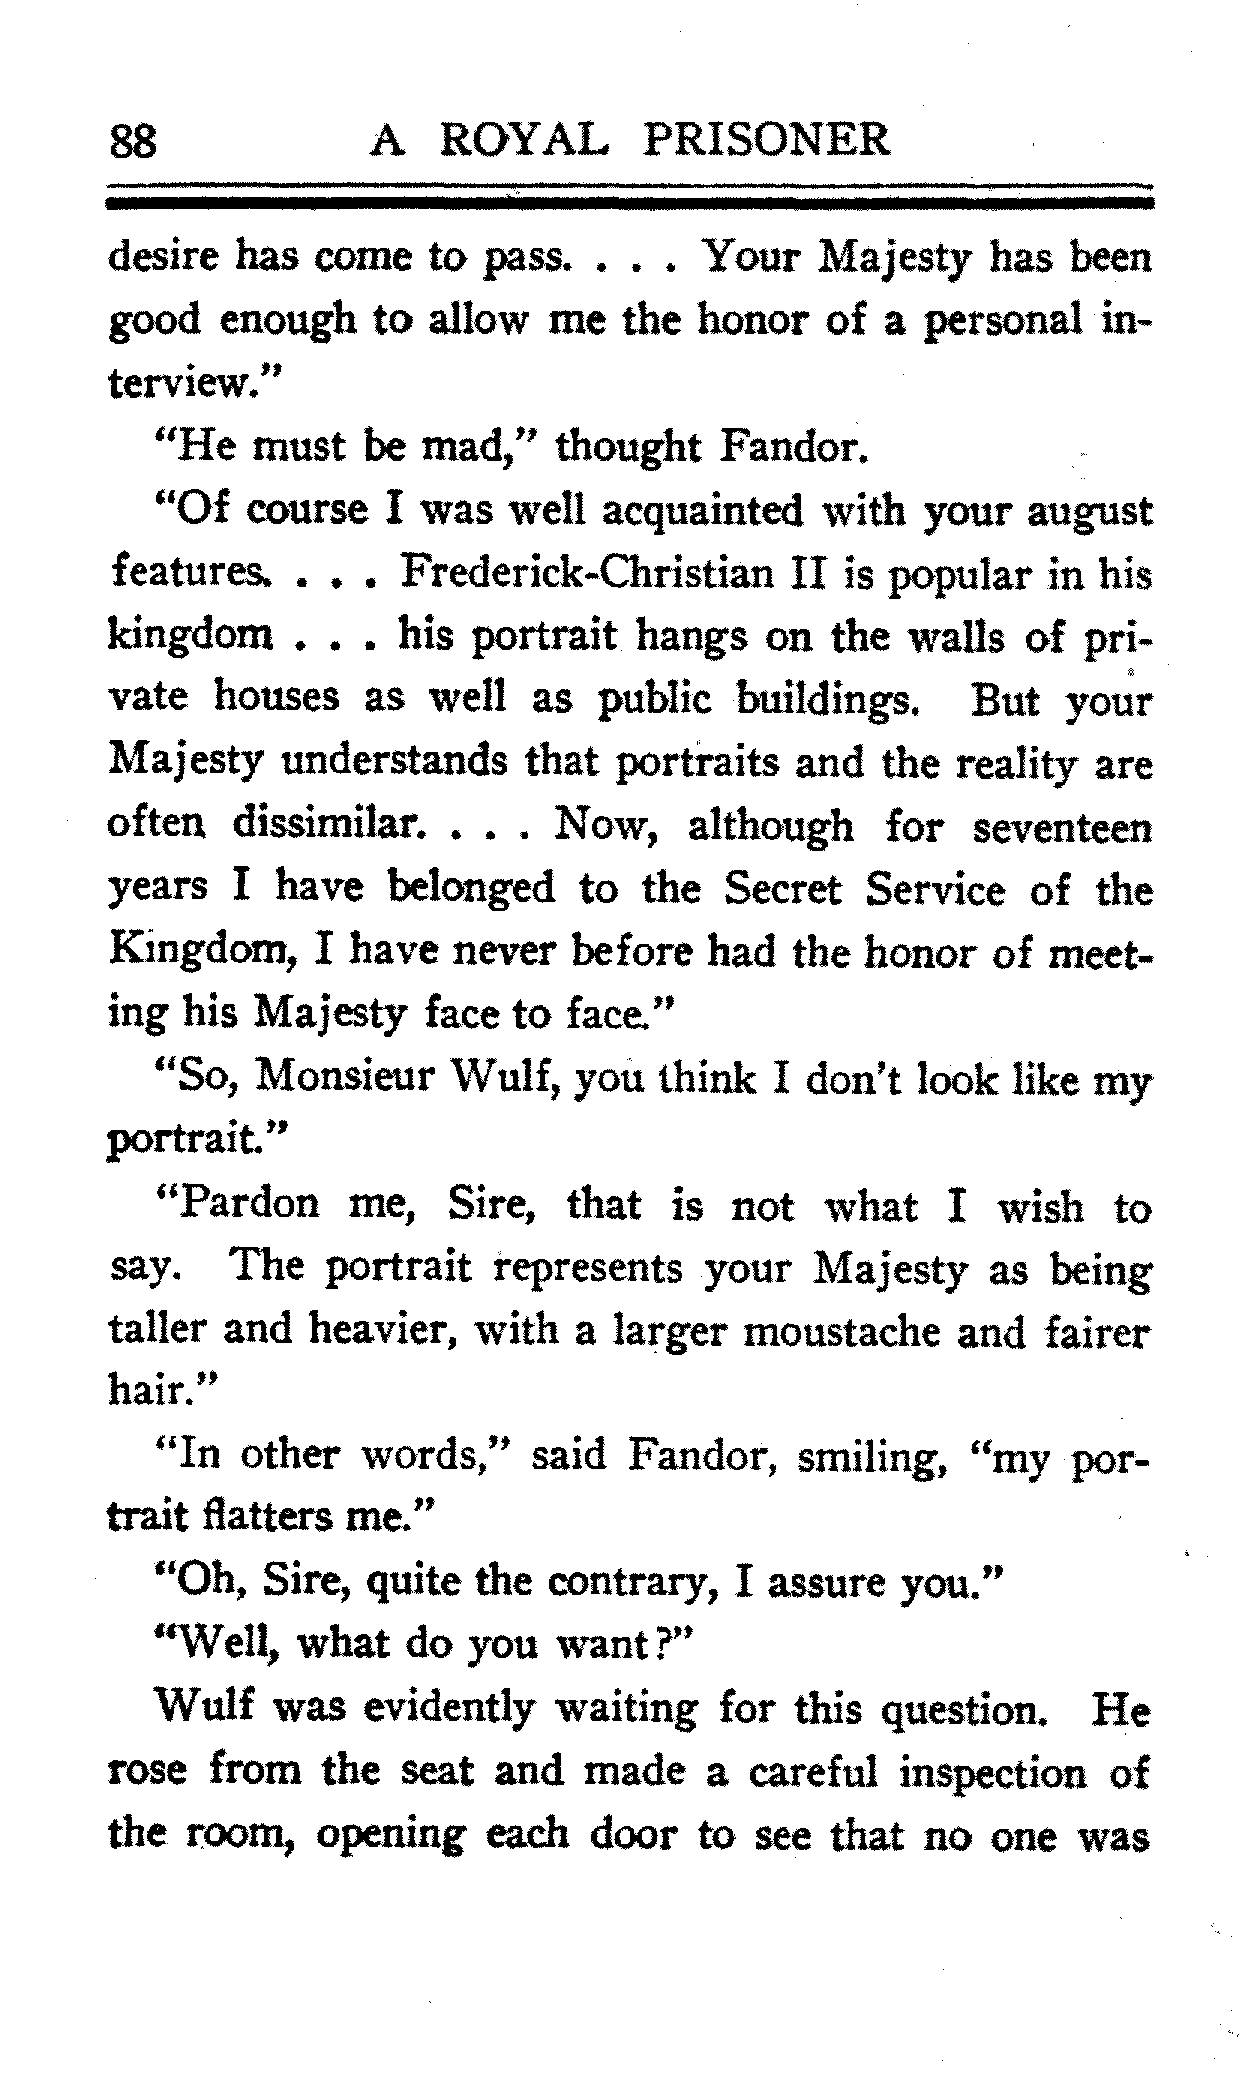 88 A ROYAL PRISONER
desire has come to pass. . . . Your Majesty has been
good enough to allow me the honor of a personal in-
terview.”
“He must be mad,” thought Fandor.
“Of course I was well acquainted with your august
features. . . . Frederick-Christian II is popular in his
kingdom . . . his portrait hangs on the walls of pri-
vate houses as well as public buildings. But your
Majesty understands that portraits and the reality are
often dissimilar. . . . Now, although for seventeen
years I have belonged to the Secret Service of the
Kingdom, I have never before had the honor of meet-
ing his Majesty face to face.”
“So, Monsieur Wulf, you think I don’t look like my
portrait.”
“Pardon me, Sire, that is not what I wish to
say. The portrait represents your Majesty as being
taller and heavier, with a larger moustache and fairer
hair.”
“In other words,” said Fandor, smiling, “my por-
trait flatters me.”
“Oh, Sire, quite the contrary, I assure you.”
“Well, what do you want?”
Wulf was evidently waiting for this question. He
rose from the seat and made a careful inspection of
the room, opening each door to see that no one was